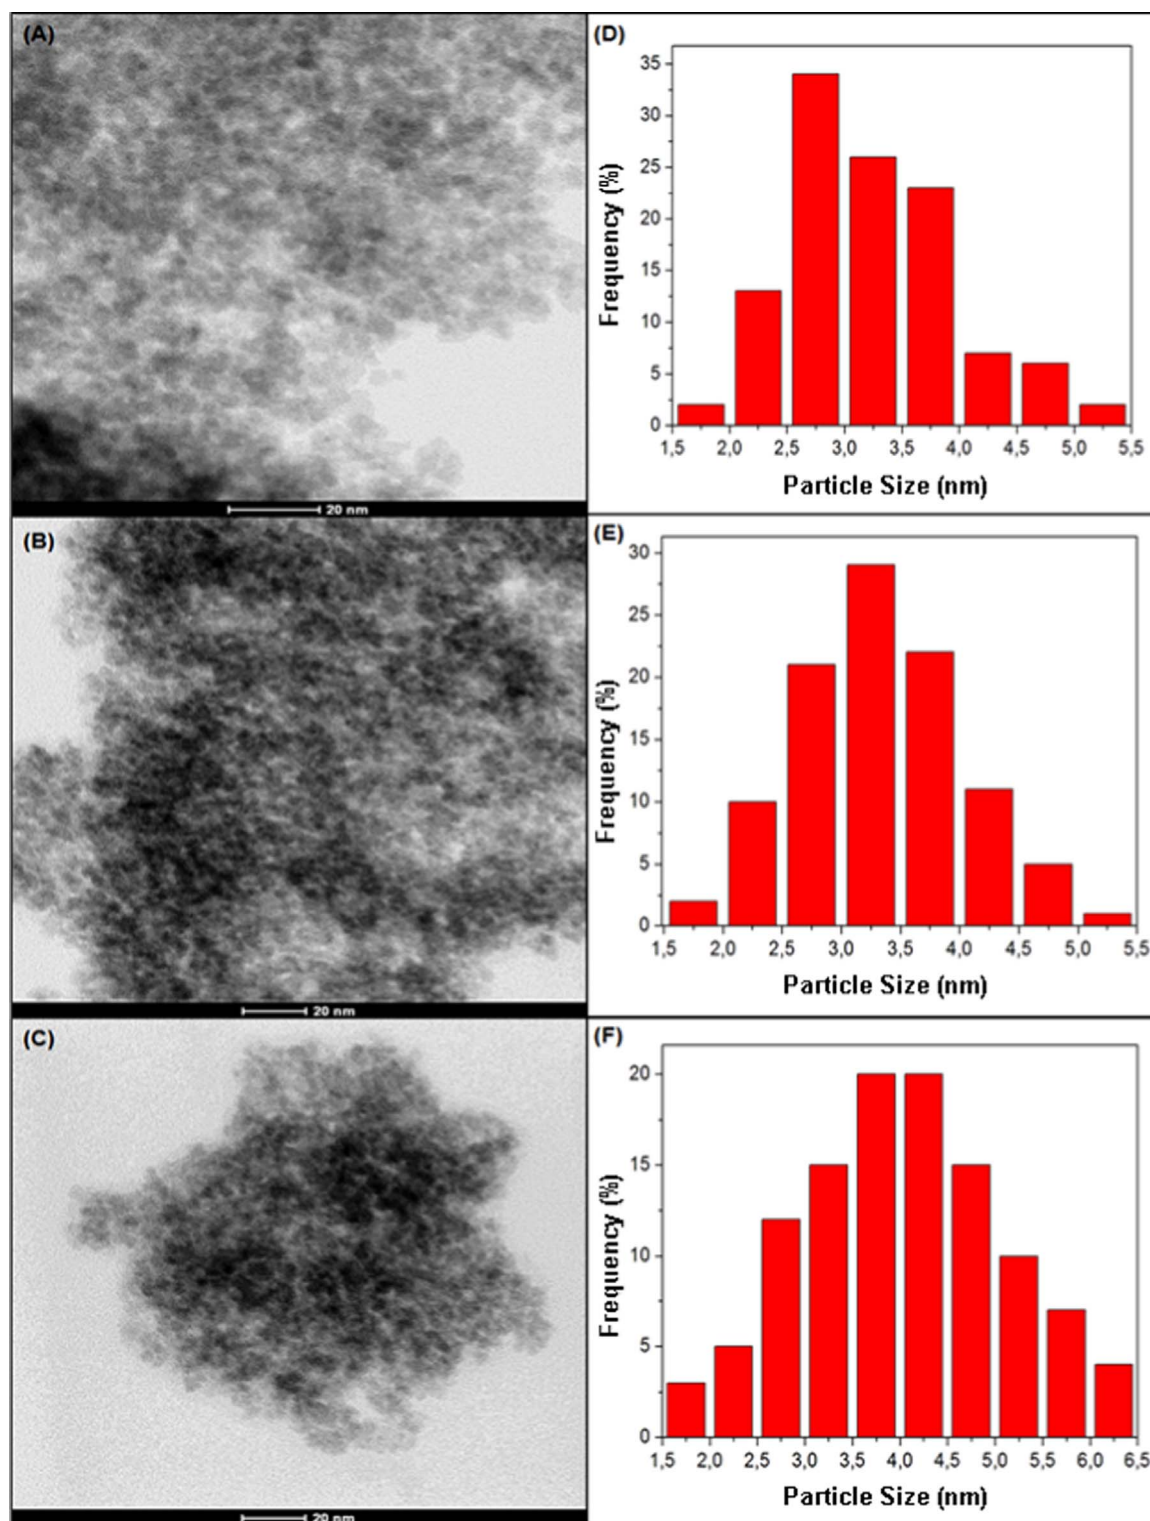 (A)
20 nm
(D)
35
30
25
20
15
10
5
0
Frequency (%)
1,5 2,0 2,5 3,0 3,5 4,0 4,5 5,0 5,5
Particle Size (nm)
(B)
20 nm
(E)
30
25
20
15
10
5
0
Frequency (%)
1,5 2,0 2,5 3,0 3,5 4,0 4,5 5,0 5,5
Particle Size (nm)
(C)
20 nm
(F)
20
15
10
5
0
Frequency (%)
1,5 2,0 2,5 3,0 3,5 4,0 4,5 5,0 5,5 6,0 6,5
Particle Size (nm)